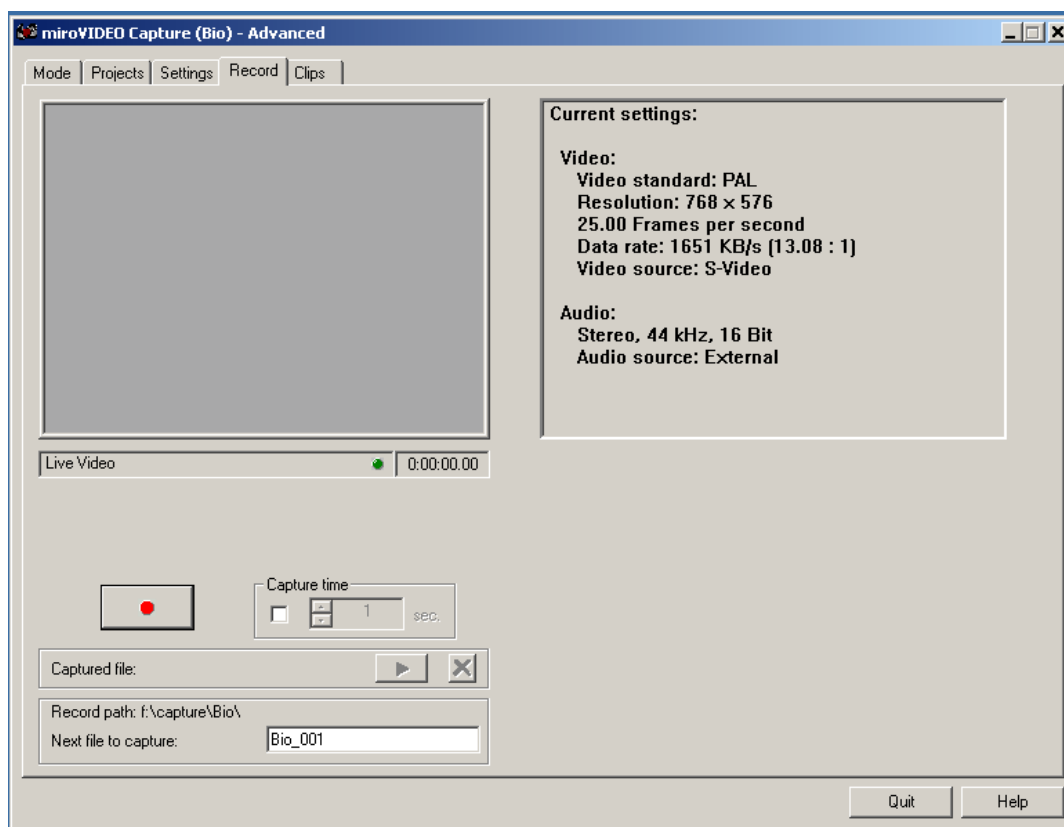 miroVIDEO Capture (Bio) - Advanced
Mode Projects Settings Record Clips
Current settings:
Video:
Video standard: PAL
Resolution: 768 x 576
25.00 Frames per second
Data rate: 1651 KB/s (13.08 : 1)
Video source: S-Video
Audio:
Stereo, 44 kHz, 16 Bit
Audio source: External
Live Video 0:00:00.00
Capture time
1 sec.
Captured file:
Record path: f:\capture\Bio\
Next file to capture: Bio_001
Quit Help